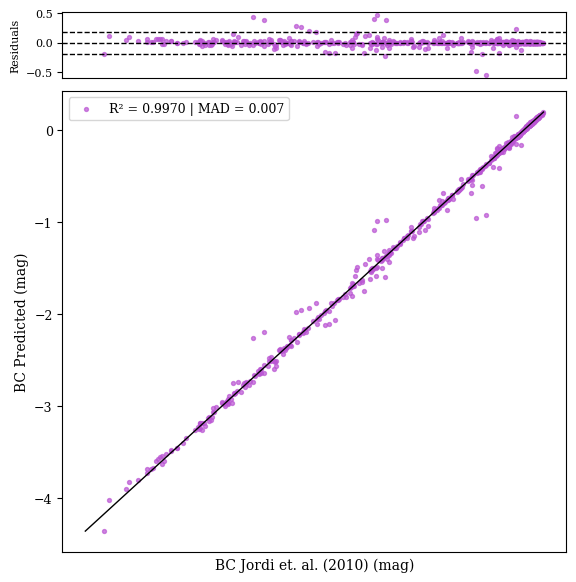 0.5
0.0
−0.5
Residuals
R² = 0.9970 | MAD = 0.007
0
−1
−2
−3
−4
BC Predicted (mag)
BC Jordi et. al. (2010) (mag)